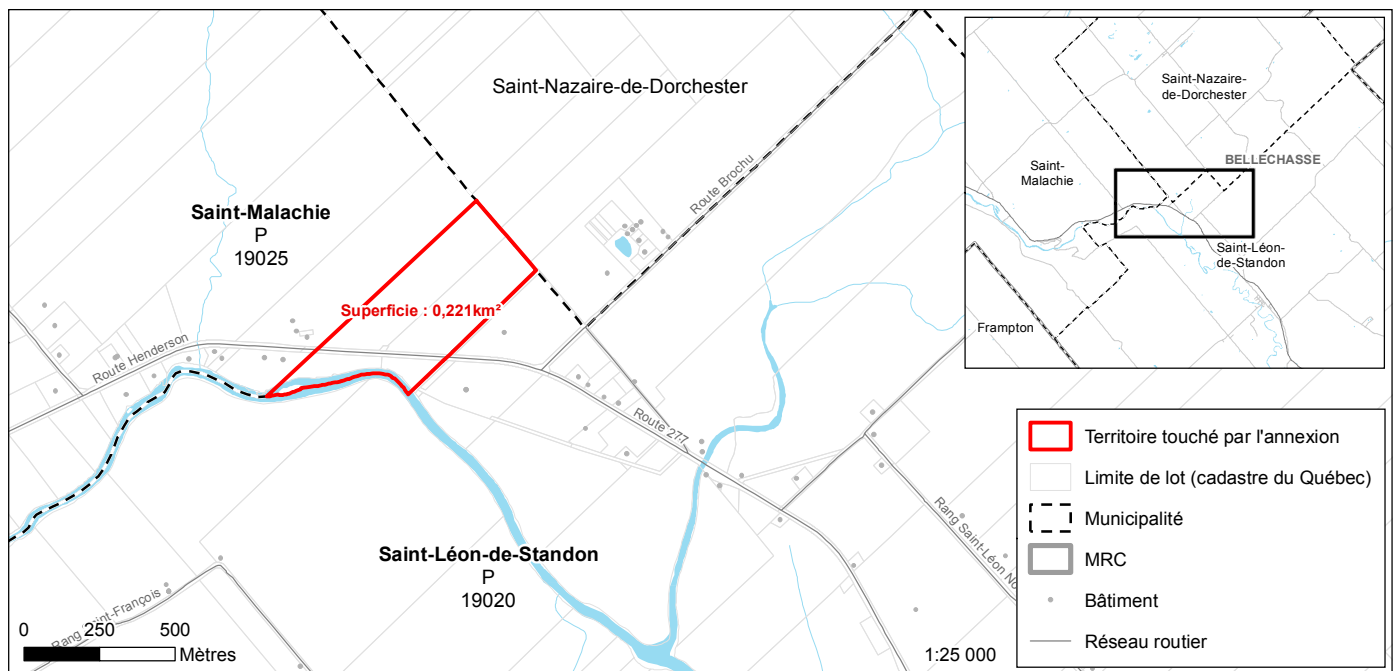 Saint-Nazaire-de-Dorchester
Saint-Malachie
P
19025
Superficie : 0,221km²
Route Brochu
Route Henderson
Route 277
Rang Saint-Léon No
Saint-Léon-de-Standon
P
19020
Rang Saint-François
0 250 500
Mètres
1:25 000
Saint-Nazaire-
de-Dorchester
BELLECHASSE
Saint-
Malachie
Saint-Léon-
de-Standon
Frampton
Territoire touché par l'annexion
Limite de lot (cadastre du Québec)
Municipalité
MRC
Bâtiment
Réseau routier